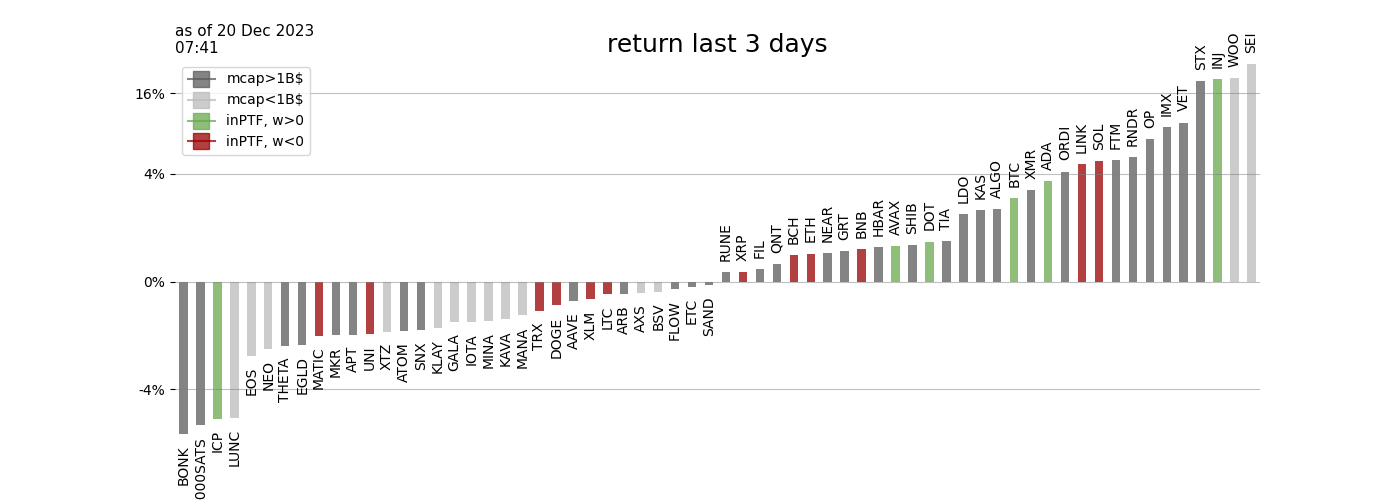 as of 20 Dec 2023
07:41
return last 3 days
mcap>1B$
mcap<1B$
inPTF, w>0
inPTF, w<0
16%
4%
0%
-4%
BONK
000SATS
ICP
LUNC
EOS
NEO
THETA
EGLD
MATIC
MKR
APT
UNI
XTZ
ATOM
SNX
KLAY
GALA
IOTA
MINA
KAVA
MANA
TRX
DOGE
AAVE
XLM
LTC
ARB
AXS
BSV
FLOW
ETC
SAND
RUNE
XRP
FIL
QNT
BCH
ETH
NEAR
GRT
BNB
HBAR
AVAX
SHIB
DOT
TIA
LDO
KAS
ALGO
BTC
XMR
ADA
ORDI
LINK
SOL
FTM
RNDR
OP
IMX
VET
STX
INJ
WOO
SEI